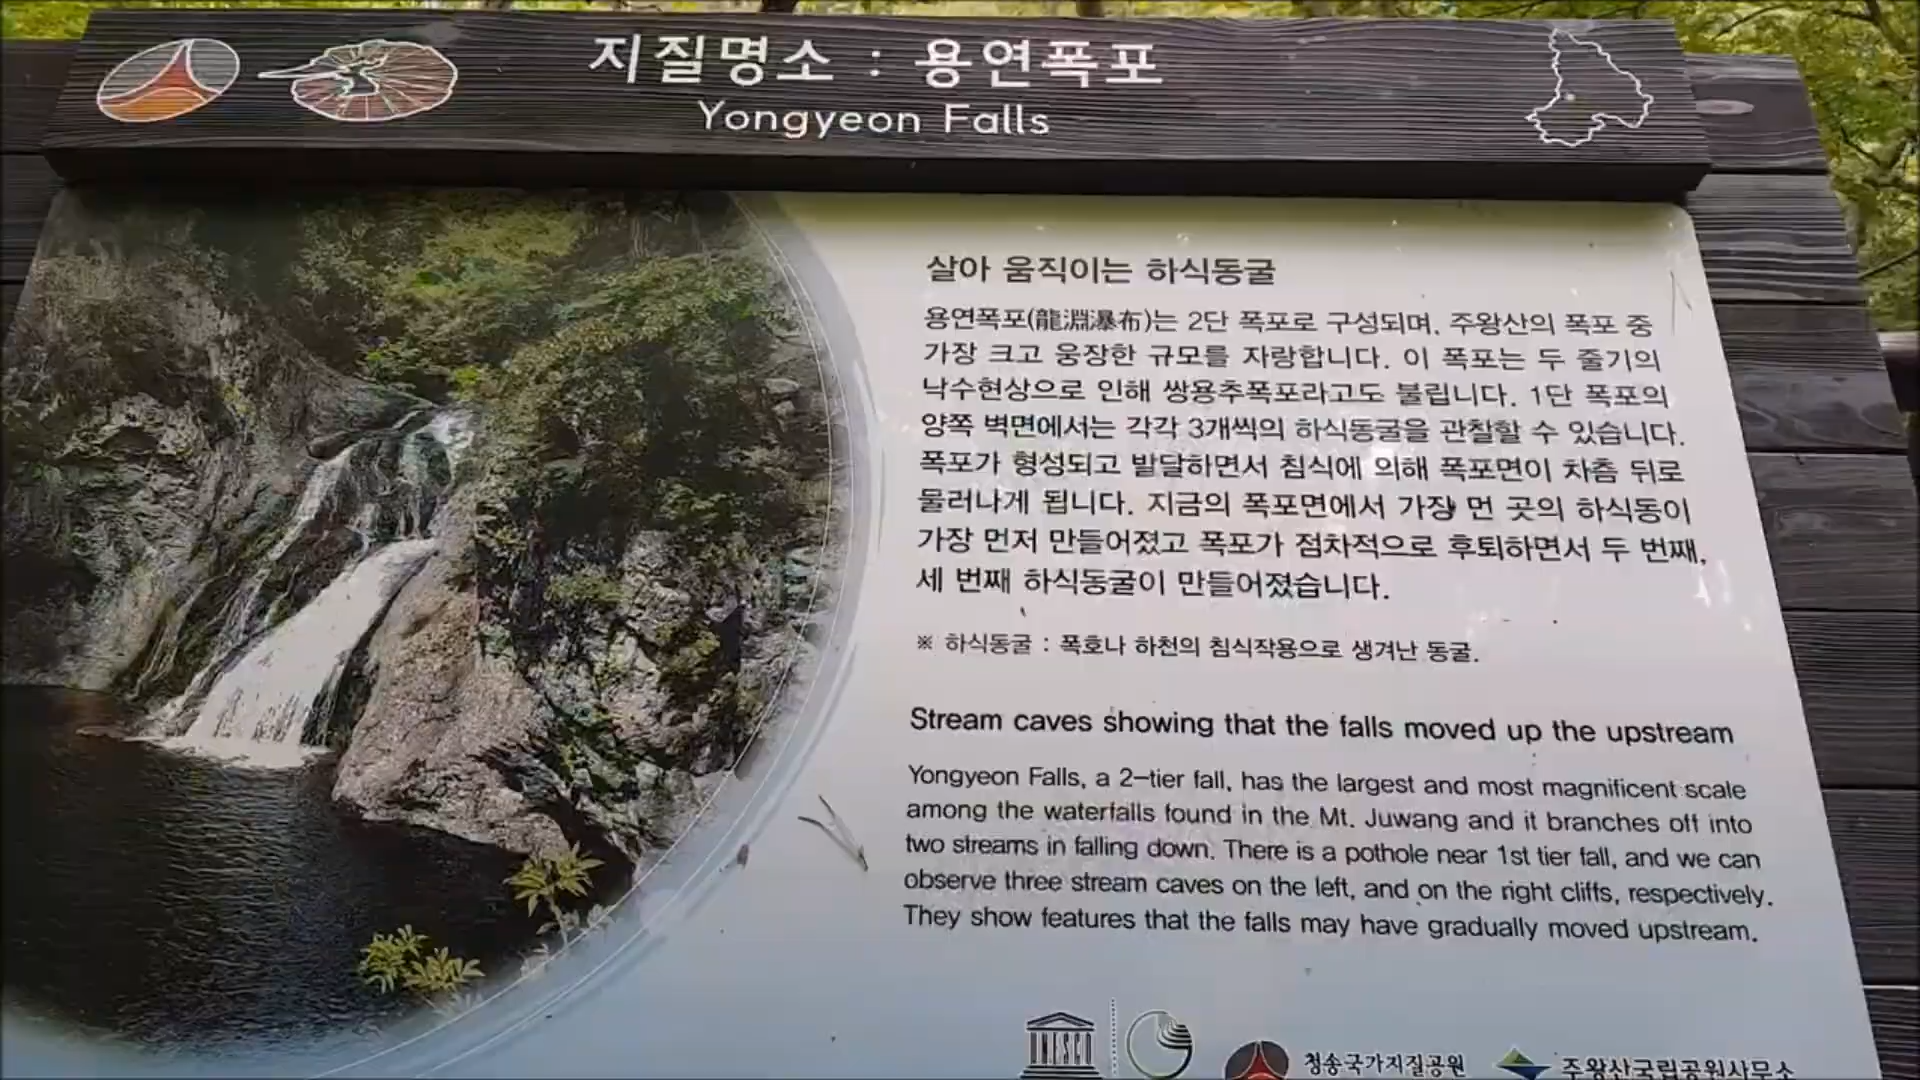 지질명소 : 용연폭포
Yongyeon Falls
살아 움직이는 하식동굴
용연폭포(龍淵瀑布)는 2단 폭포로 구성되며, 주왕산의 폭포 중
가장 크고 웅장한 규모를 자랑합니다. 이 폭포는 두 줄기의
낙수현상으로 인해 쌍용추폭포라고도 불립니다. 1단 폭포의
양쪽 벽면에서는 각각 3개씩의 하식동굴을 관찰할 수 있습니다.
폭포가 형성되고 발달하면서 침식에 의해 폭포면이 차츰 뒤로
물러나게 됩니다. 지금의 폭포면에서 가장 먼 곳의 하식동이
가장 먼저 만들어졌고 폭포가 점차적으로 후퇴하면서 두 번째,
세 번째 하식동굴이 만들어졌습니다.
※ 하식동굴 : 폭호나 하천의 침식작용으로 생겨난 동굴.
Stream caves showing that the falls moved up the upstream
Yongyeon Falls, a 2-tier fall, has the largest and most magnificent scale
among the waterfalls found in the Mt. Juwang and it branches off into
two streams in falling down. There is a pothole near 1st tier fall, and we can
observe three stream caves on the left, and on the right cliffs, respectively.
They show features that the falls may have gradually moved upstream.
UNESCO
청송국가지질공원
주왕산국립공원사무소